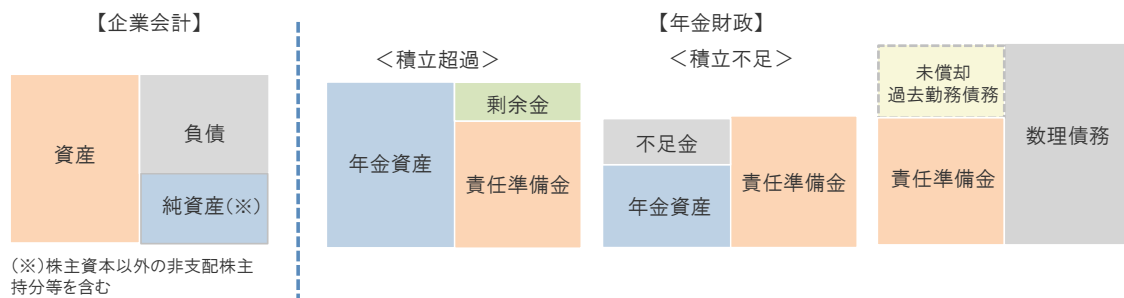 【企業会計】
資産
負債
純資産(※)
(※)株主資本以外の非支配株主
持分等を含む
【年金財政】
＜積立超過＞
年金資産
剰余金
責任準備金
＜積立不足＞
不足金
年金資産
責任準備金
未償却
過去勤務債務
責任準備金
数理債務